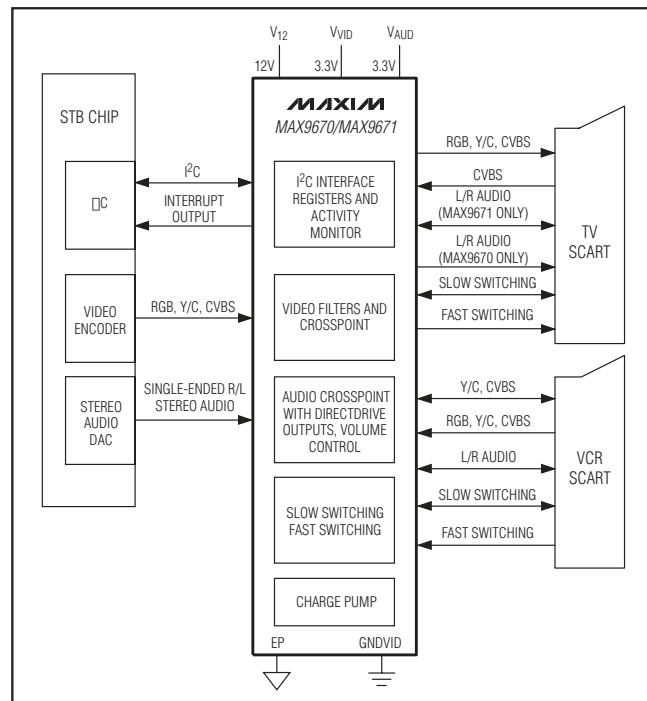 V12
VVID
VAUD
12V
3.3V
3.3V
STB CHIP
MAXIM
MAX9670/MAX9671
□C
I²C
INTERRUPT
OUTPUT
I²C INTERFACE
REGISTERS AND
ACTIVITY
MONITOR
RGB, Y/C, CVBS
CVBS
L/R AUDIO
(MAX9671 ONLY)
L/R AUDIO
(MAX9670 ONLY)
SLOW SWITCHING
FAST SWITCHING
TV
SCART
VIDEO
ENCODER
RGB, Y/C, CVBS
VIDEO FILTERS AND
CROSSPOINT
STEREO
AUDIO
DAC
SINGLE-ENDED R/L
STEREO AUDIO
AUDIO CROSSPOINT
WITH DIRECTDRIVE
OUTPUTS, VOLUME
CONTROL
Y/C, CVBS
RGB, Y/C, CVBS
L/R AUDIO
SLOW SWITCHING
FAST SWITCHING
VCR
SCART
SLOW SWITCHING
FAST SWITCHING
CHARGE PUMP
EP
GNDVID